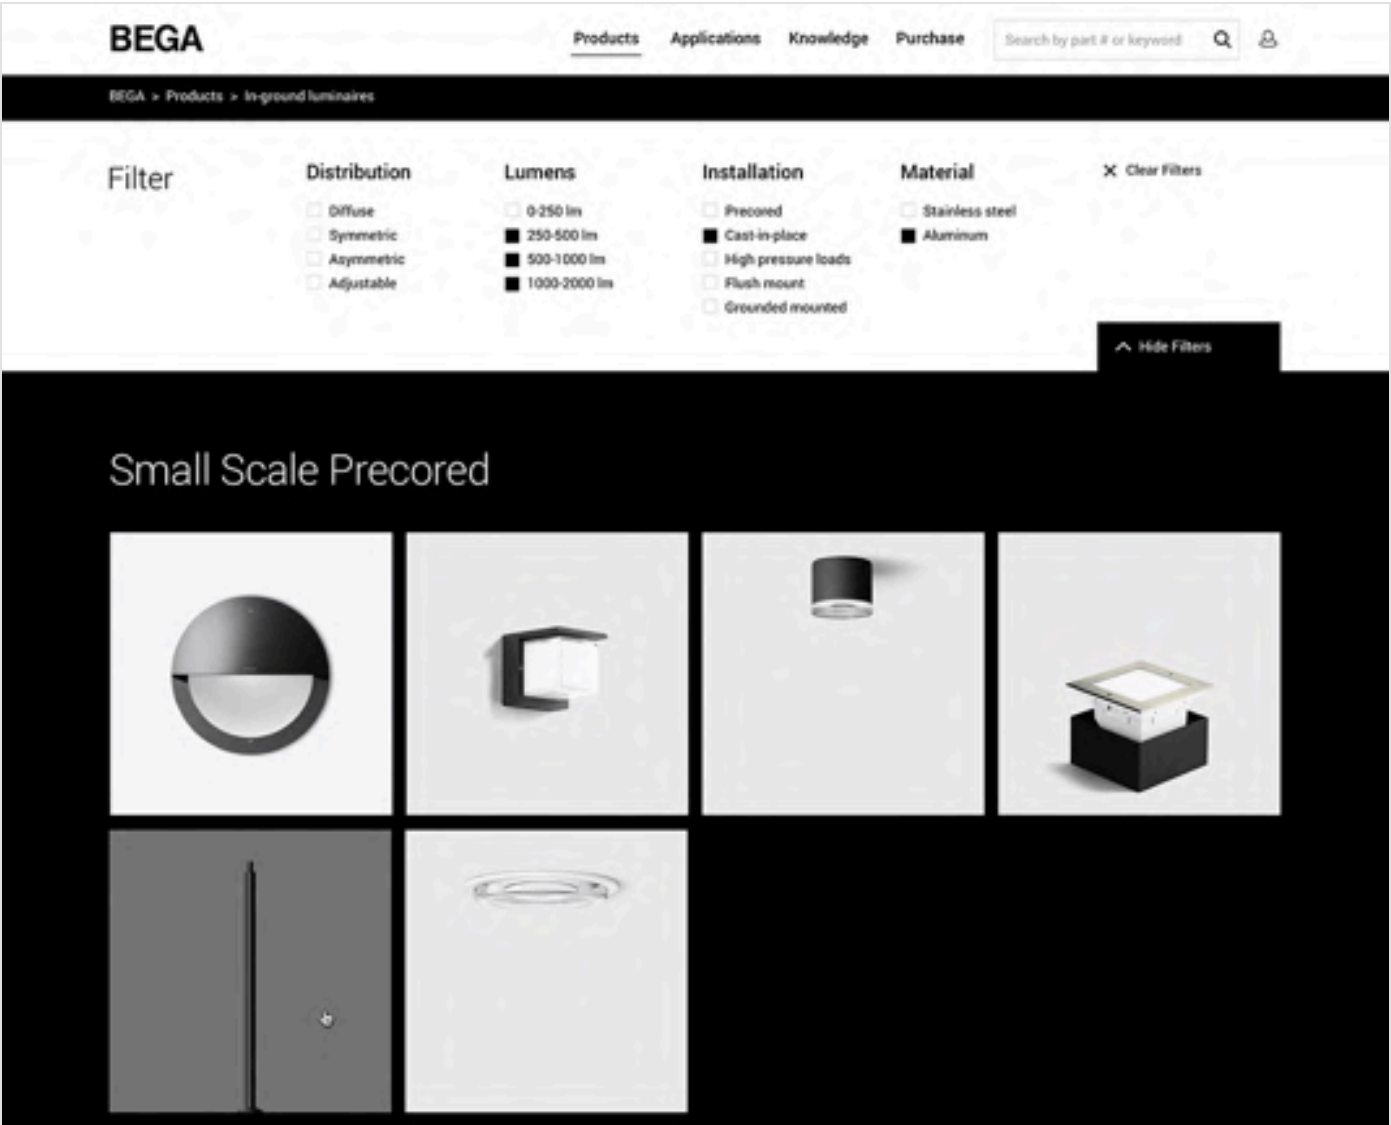 BEGA
Products Applications Knowledge Purchase Search by part # or keyword
BEGA > Products > In-ground luminaires
Filter
Distribution
Diffuse
Symmetric
Asymmetric
Adjustable
Lumens
0-250 lm
250-500 lm
500-1000 lm
1000-2000 lm
Installation
Precored
Cast-in-place
High pressure loads
Flush mount
Grounded mounted
Material
Stainless steel
Aluminum
Clear Filters
Hide Filters
Small Scale Precored